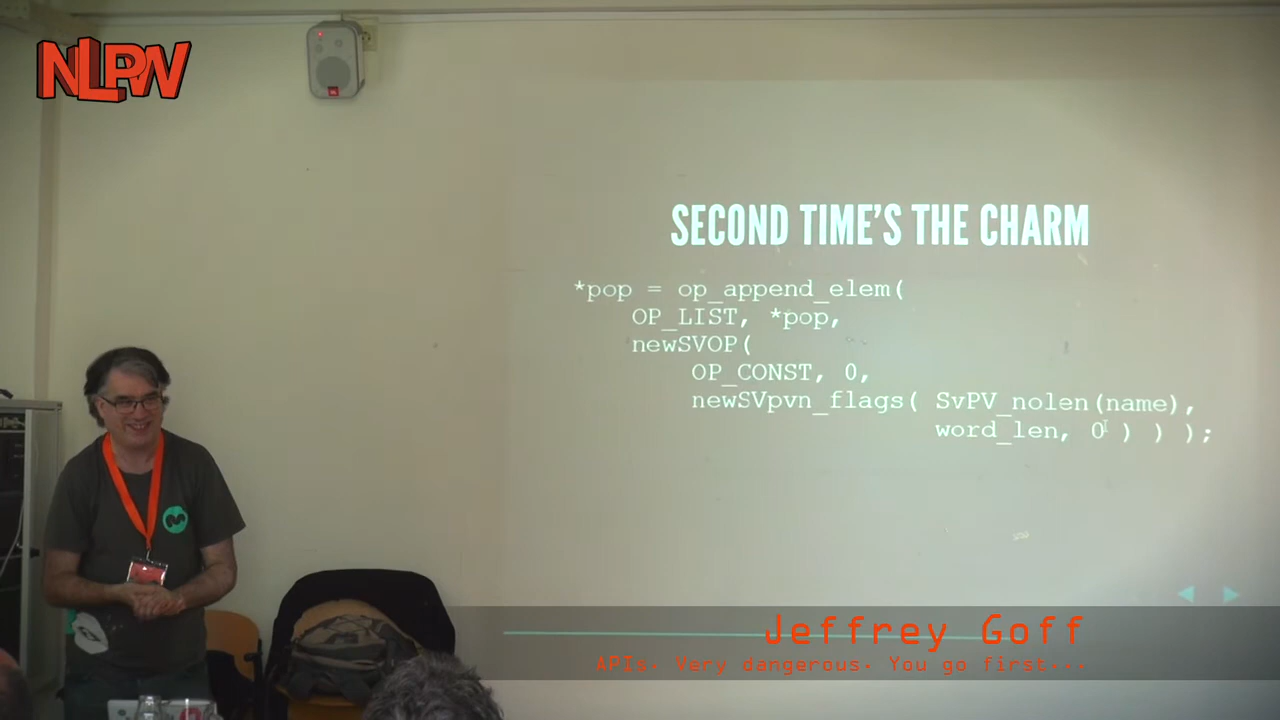 NLPW
SECOND TIME'S THE CHARM
*pop = op_append_elem(
OP_LIST, *pop,
newSVOP(
OP_CONST, 0,
newSVpvn_flags( SvPV_nolen(name),
word_len, 0 ) ) );
Jeffrey Goff
APIs. Very dangerous. You go first...